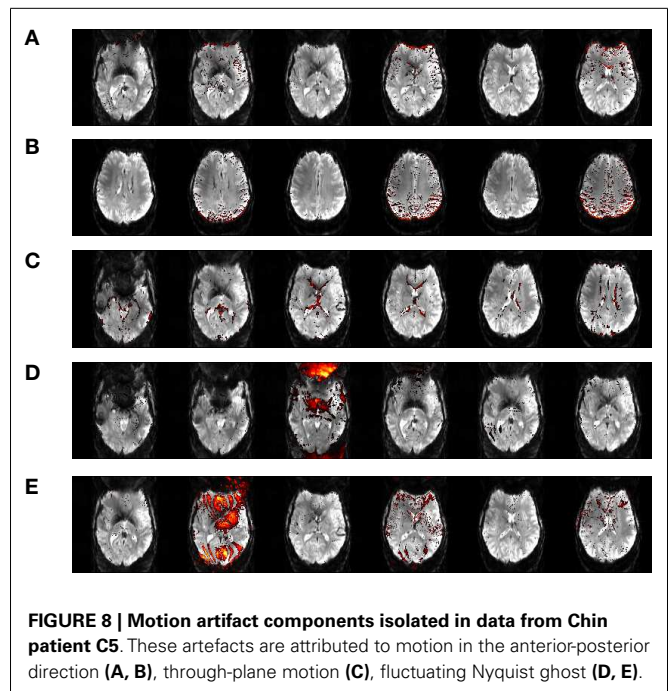 A
B
C
D
E
FIGURE 8 | Motion artifact components isolated in data from Chin
patient C5. These artefacts are attributed to motion in the anterior-posterior
direction (A, B), through-plane motion (C), fluctuating Nyquist ghost (D, E).